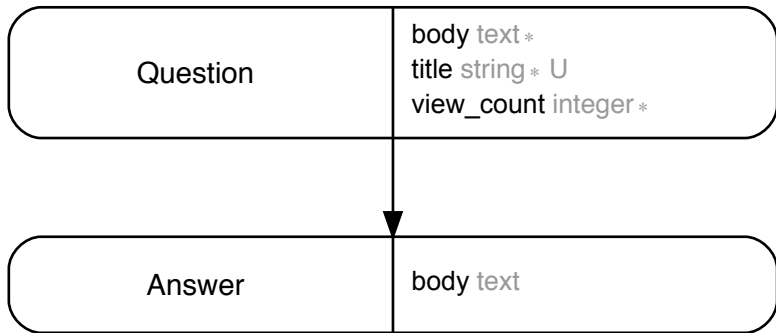 Question
body text ∗
title string ∗ U
view_count integer ∗
Answer
body text